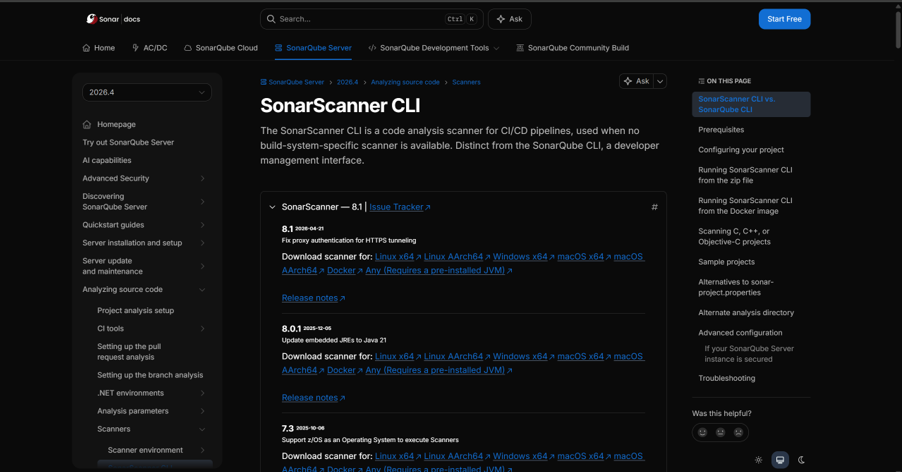 Sonar docs
Search...
Ctrl K
Ask
Start Free
Home
AC/DC
SonarQube Cloud
SonarQube Server
SonarQube Development Tools
SonarQube Community Build
2026.4
Homepage
Try out SonarQube Server
AI capabilities
Advanced Security
Discovering
SonarQube Server
Quickstart guides
Server installation and setup
Server update
and maintenance
Analyzing source code
Project analysis setup
CI tools
Setting up the pull
request analysis
Setting up the branch analysis
.NET environments
Analysis parameters
Scanners
Scanner environment
SonarQube Server > 2026.4 > Analyzing source code > Scanners
Ask
SonarScanner CLI
The SonarScanner CLI is a code analysis scanner for CI/CD pipelines, used when no
build-system-specific scanner is available. Distinct from the SonarQube CLI, a developer
management interface.
SonarScanner — 8.1 | Issue Tracker↗
#
8.1 2026-04-21
Fix proxy authentication for HTTPS tunneling
Download scanner for: Linux x64↗ Linux AArch64↗ Windows x64↗ macOS x64↗ macOS
AArch64↗ Docker↗ Any (Requires a pre-installed JVM)↗
Release notes↗
8.0.1 2025-12-05
Update embedded JREs to Java 21
Download scanner for: Linux x64↗ Linux AArch64↗ Windows x64↗ macOS x64↗ macOS
AArch64↗ Docker↗ Any (Requires a pre-installed JVM)↗
Release notes↗
7.3 2025-10-06
Support z/OS as an Operating System to execute Scanners
Download scanner for: Linux x64↗ Linux AArch64↗ Windows x64↗ macOS x64↗ macOS
AArch64↗ Docker↗ Any (Requires a pre-installed JVM)↗
ON THIS PAGE
SonarScanner CLI vs.
SonarQube CLI
Prerequisites
Configuring your project
Running SonarScanner CLI
from the zip file
Running SonarScanner CLI
from the Docker image
Scanning C, C++, or
Objective-C projects
Sample projects
Alternatives to sonar-
project.properties
Alternate analysis directory
Advanced configuration
If your SonarQube Server
instance is secured
Troubleshooting
Was this helpful?